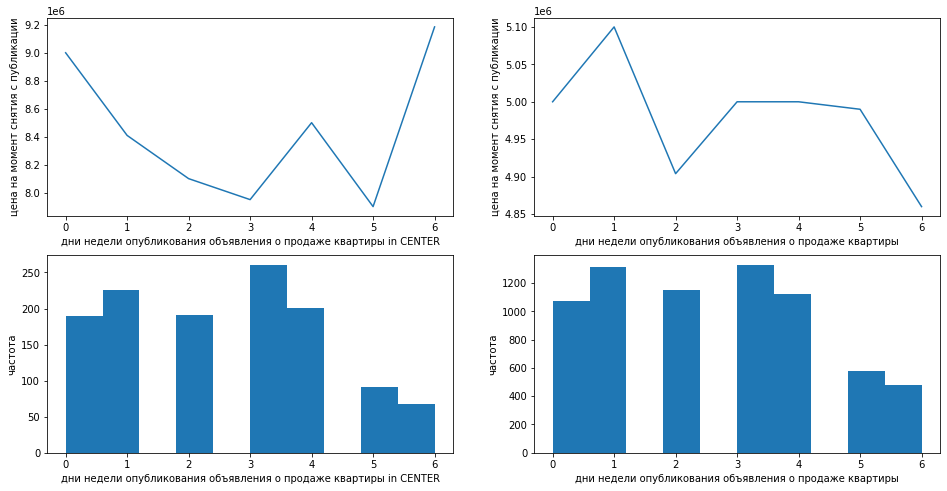 1e6
9.2
9.0
8.8
8.6
8.4
8.2
8.0
цена на момент снятия с публикации
0 1 2 3 4 5 6
дни недели опубликования объявления о продаже квартиры in CENTER
1e6
5.10
5.05
5.00
4.95
4.90
4.85
цена на момент снятия с публикации
0 1 2 3 4 5 6
дни недели опубликования объявления о продаже квартиры
250
200
150
100
50
0
частота
0 1 2 3 4 5 6
дни недели опубликования объявления о продаже квартиры in CENTER
1200
1000
800
600
400
200
0
частота
0 1 2 3 4 5 6
дни недели опубликования объявления о продаже квартиры